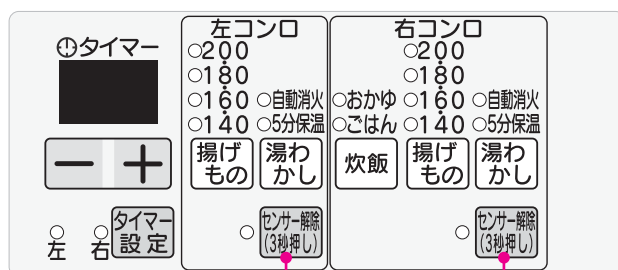 タイマー
− ＋
左 右
タイマー
設定
左コンロ
200
180
160 自動消火
140 5分保温
揚げ
もの
湯わ
かし
センサー解除
(3秒押し)
右コンロ
200
180
おかゆ 160 自動消火
ごはん 140 5分保温
炊飯
揚げ
もの
湯わ
かし
センサー解除
(3秒押し)